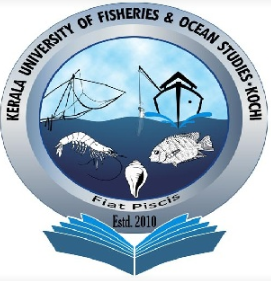 KERALA UNIVERSITY OF FISHERIES & OCEAN STUDIES·KOCHI
Fiat Piscis
Estd. 2010